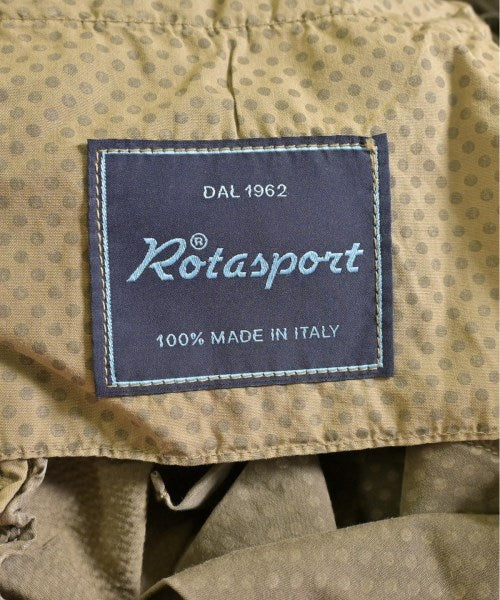 DAL 1962
Rotasport®
100% MADE IN ITALY